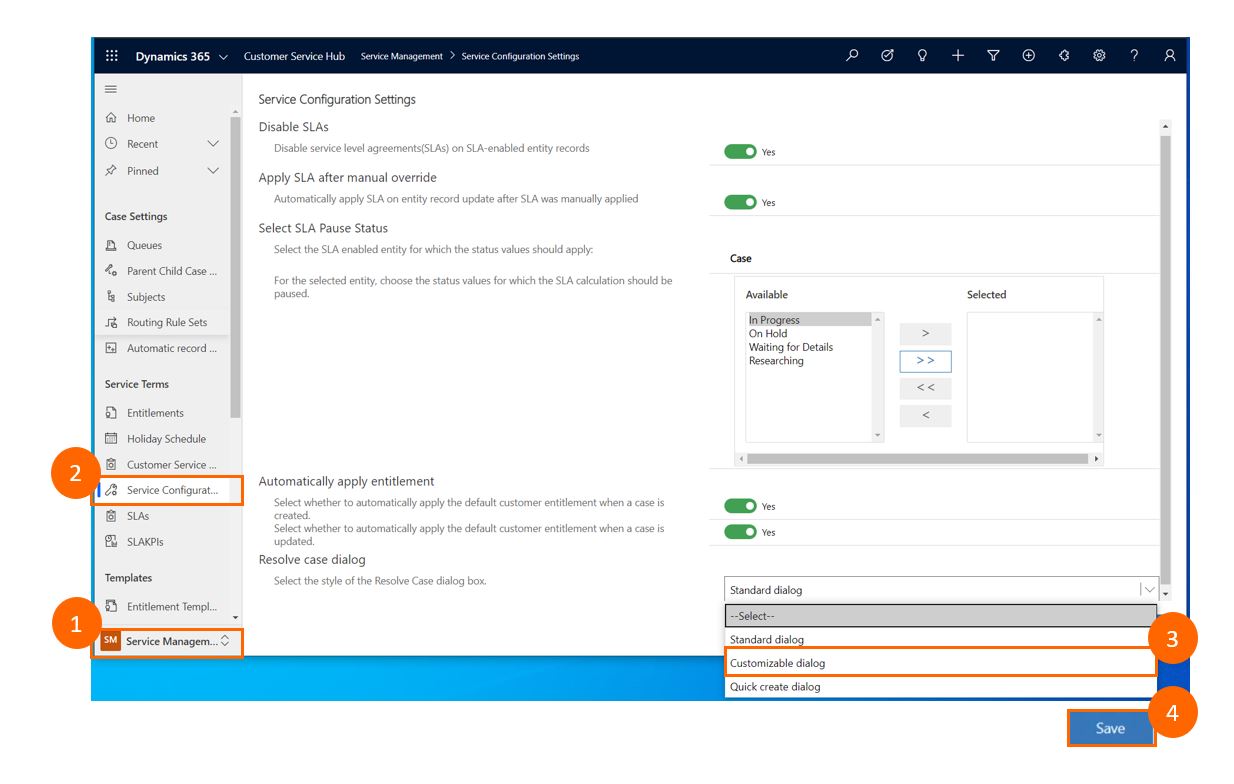 Dynamics 365
Customer Service Hub
Service Management > Service Configuration Settings
?
Home
Recent
Pinned
Case Settings
Queues
Parent Child Case ...
Subjects
Routing Rule Sets
Automatic record ...
Service Terms
Entitlements
Holiday Schedule
Customer Service ...
2
Service Configurat...
SLAs
SLAKPIs
Templates
Entitlement Templ...
1
SM Service Managem...
Service Configuration Settings
Disable SLAs
Disable service level agreements(SLAs) on SLA-enabled entity records
Yes
Apply SLA after manual override
Automatically apply SLA on entity record update after SLA was manually applied
Yes
Select SLA Pause Status
Select the SLA enabled entity for which the status values should apply:
Case
For the selected entity, choose the status values for which the SLA calculation should be
paused.
Available
In Progress
On Hold
Waiting for Details
Researching
>
> >
< <
<
Selected
Automatically apply entitlement
Select whether to automatically apply the default customer entitlement when a case is
created.
Yes
Select whether to automatically apply the default customer entitlement when a case is
updated.
Yes
Resolve case dialog
Select the style of the Resolve Case dialog box.
Standard dialog
--Select--
Standard dialog
3
Customizable dialog
Quick create dialog
4
Save